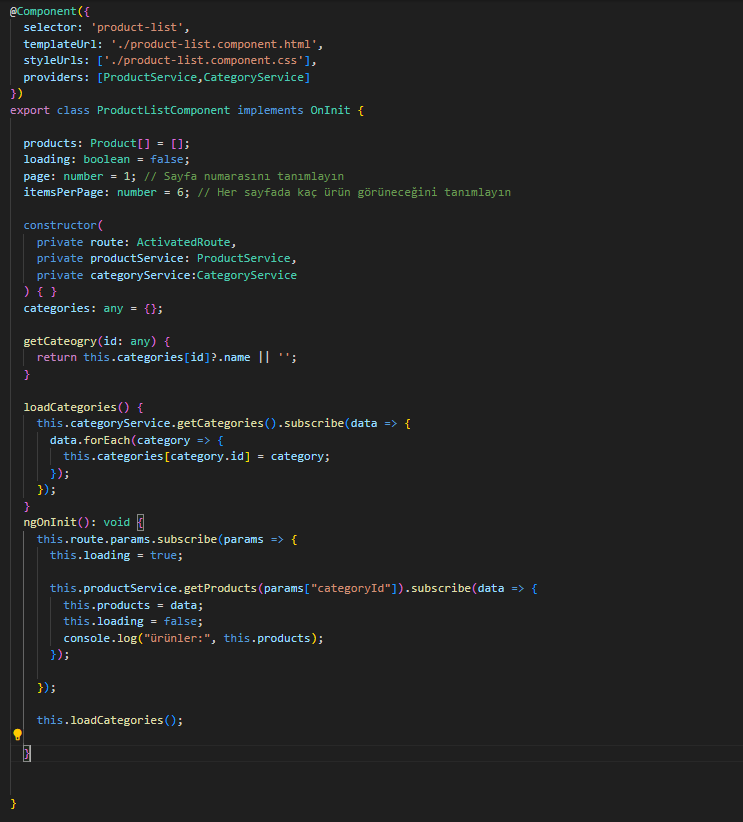 @Component({
  selector: 'product-list',
  templateUrl: './product-list.component.html',
  styleUrls: ['./product-list.component.css'],
  providers: [ProductService,CategoryService]
})
export class ProductListComponent implements OnInit {
  products: Product[] = [];
  loading: boolean = false;
  page: number = 1; // Sayfa numarasını tanımlayın
  itemsPerPage: number = 6; // Her sayfada kaç ürün görüneceğini tanımlayın
  constructor(
    private route: ActivatedRoute,
    private productService: ProductService,
    private categoryService:CategoryService
  ) { }
  categories: any = {};
  getCateogry(id: any) {
    return this.categories[id]?.name || '';
  }
  loadCategories() {
    this.categoryService.getCategories().subscribe(data => {
      data.forEach(category => {
        this.categories[category.id] = category;
      });
    });
  }
  ngOnInit(): void {
    this.route.params.subscribe(params => {
      this.loading = true;
      this.productService.getProducts(params["categoryId"]).subscribe(data => {
        this.products = data;
        this.loading = false;
        console.log("ürünler:", this.products);
      });
    });
    this.loadCategories();
  }
}